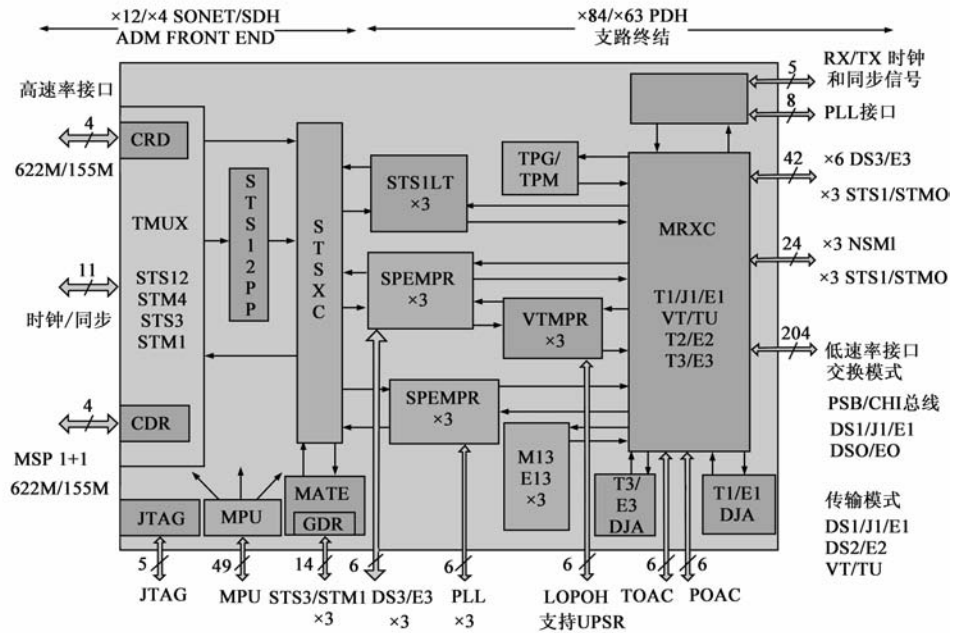 ×12/×4 SONET/SDH
ADM FRONT END
×84/×63 PDH
支路终结
高速率接口
4
622M/155M
CRD
TMUX
STS12
STM4
STS3
STM1
11
时钟/同步
4
CDR
MSP 1+1
622M/155M
STS12PP
STSXC
STS1LT
×3
SPEMPR
×3
SPEMPR
×3
TPG/
TPM
VTMPR
×3
M13
E13
×3
MRXC
T1/J1/E1
VT/TU
T2/E2
T3/E3
T3/
E3
DJA
T1/E1
DJA
JTAG
MPU
MATE
GDR
5
RX/TX 时钟
和同步信号
8
PLL接口
42
×6 DS3/E3
×3 STS1/STMO
24
×3 NSMI
×3 STS1/STMO
204
低速率接口
交换模式
PSB/CHI总线
DS1/J1/E1
DSO/EO
传输模式
DS1/J1/E1
DS2/E2
VT/TU
5
49
14
6
6
6
6
6
JTAG
MPU
STS3/STM1
×3
DS3/E3
×3
PLL
×3
LOPOH
支持UPSR
TOAC
POAC